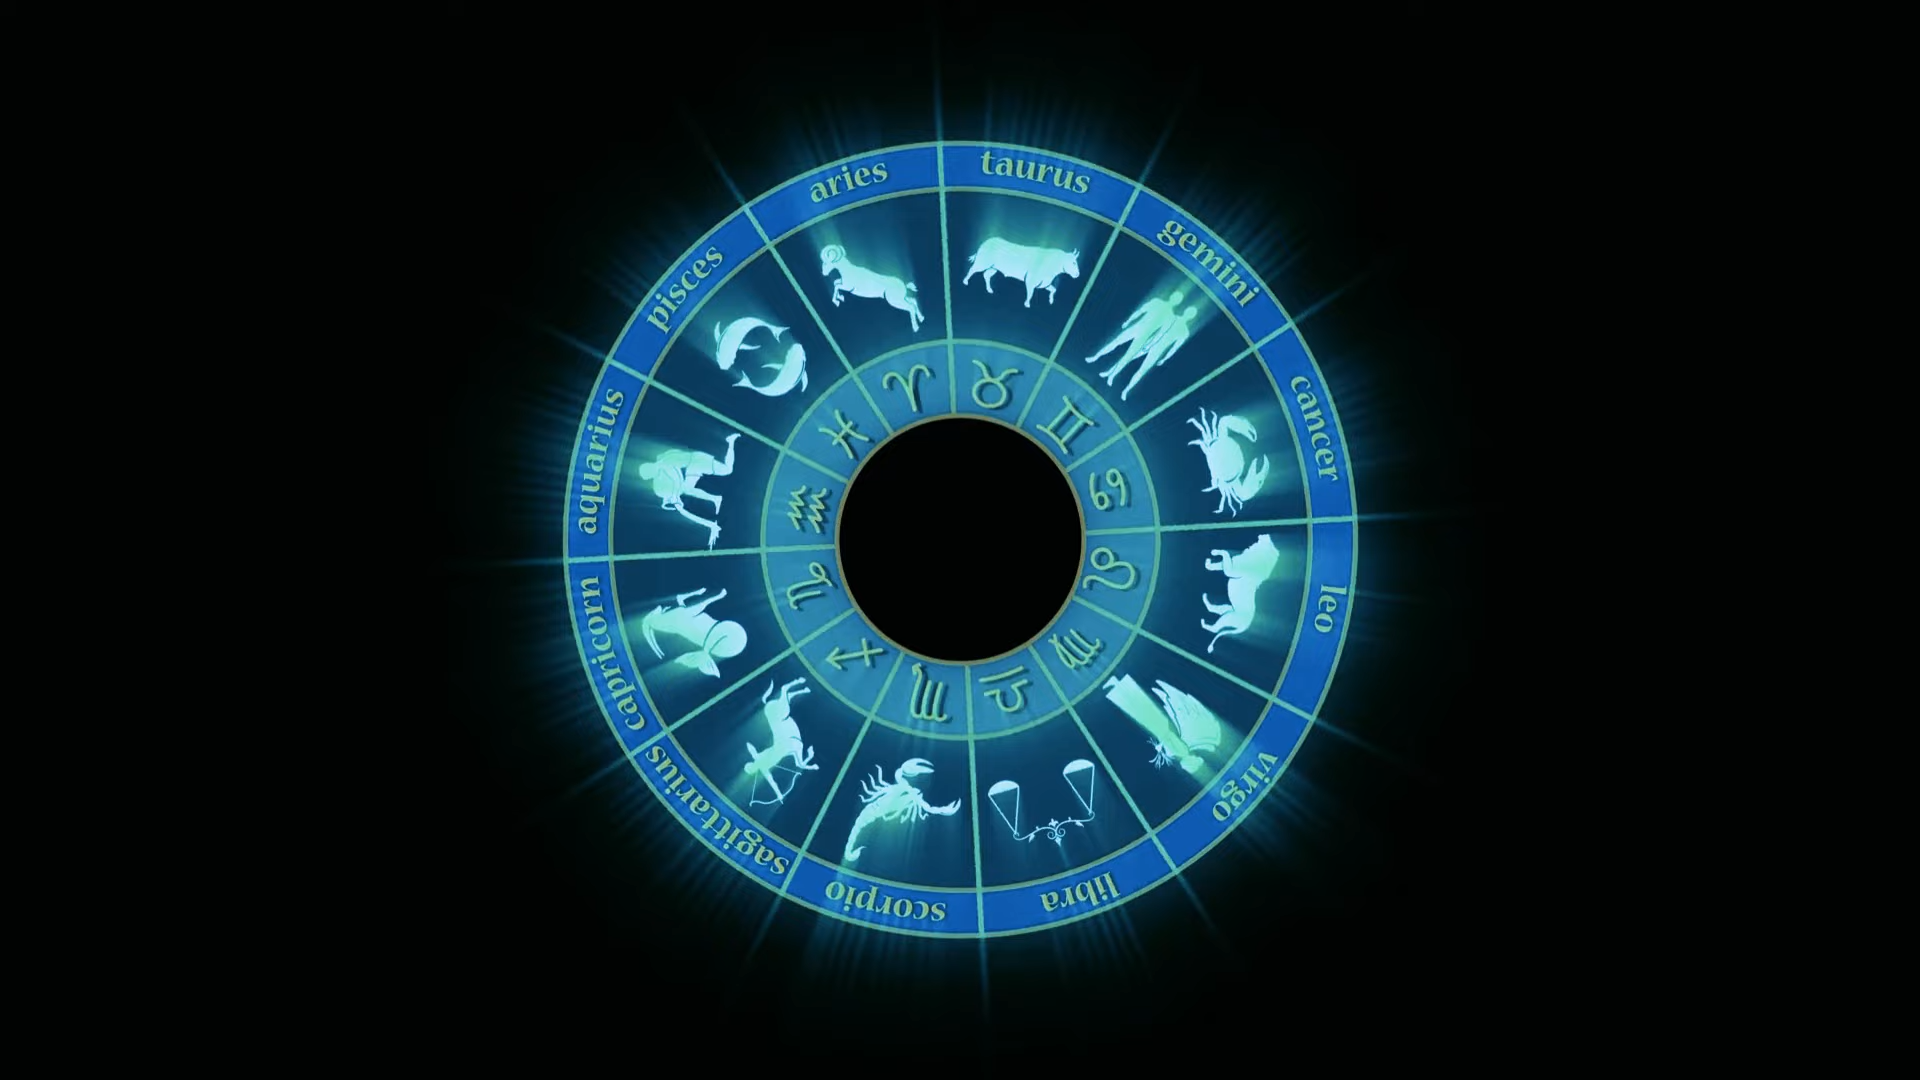 aries
taurus
gemini
cancer
leo
virgo
libra
scorpio
sagittarius
capricorn
aquarius
pisces